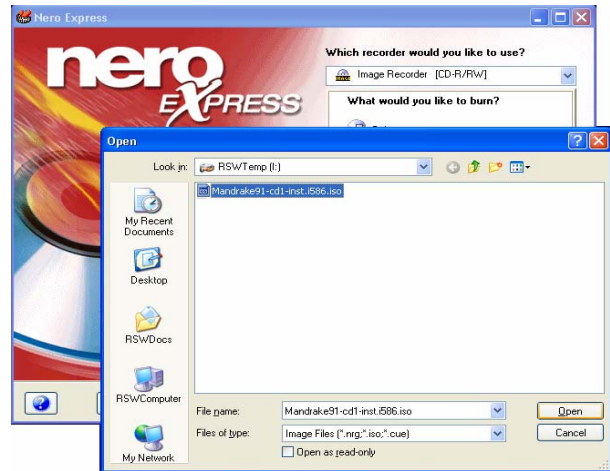 Nero Express
nero
EXPRESS
Which recorder would you like to use?
Image Recorder [CD-R/RW]
What would you like to burn?
Open
Look in:
RSWTemp (I:)
Mandrake91-cd1-inst.i586.iso
My Recent
Documents
Desktop
RSWDocs
RSWComputer
My Network
File name:
Mandrake91-cd1-inst.i586.iso
Open
Files of type:
Image Files (*.nrg;*.iso;*.cue)
Cancel
Open as read-only